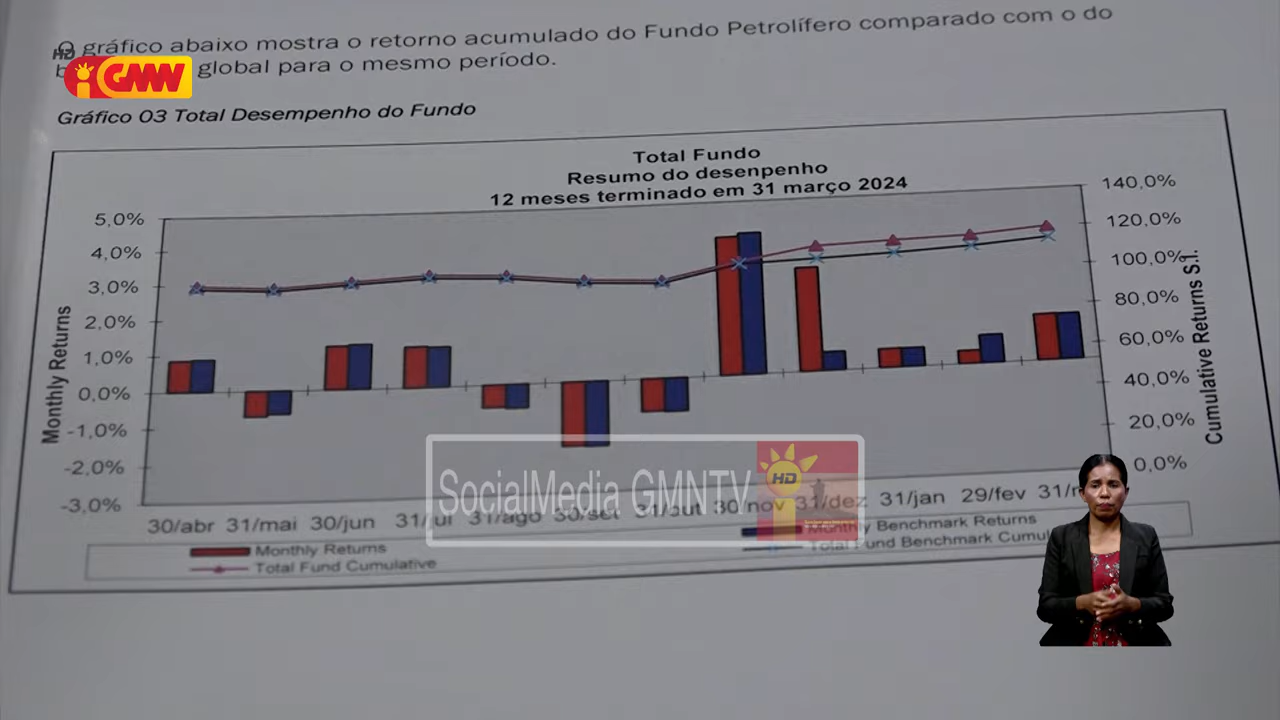 O gráfico abaixo mostra o retorno acumulado do Fundo Petrolífero comparado com o do
global para o mesmo período.
HD
GMN
Gráfico 03 Total Desempenho do Fundo
Total Fundo
Resumo do desenpenho
12 meses terminado em 31 março 2024
Monthly Returns
5,0%
4,0%
3,0%
2,0%
1,0%
0,0%
-1,0%
-2,0%
-3,0%
140,0%
120,0%
100,0%
80,0%
60,0%
40,0%
20,0%
0,0%
Cumulative Returns S.I.
30/abr 31/mai 30/jun 31/jul 31/ago 30/set 31/out 30/nov 31/dez 31/jan 29/fev
SocialMedia GMNTV
HD
Monthly Returns
Monthly Benchmark Returns
Total Fund Cumulative
Total Fund Benchmark